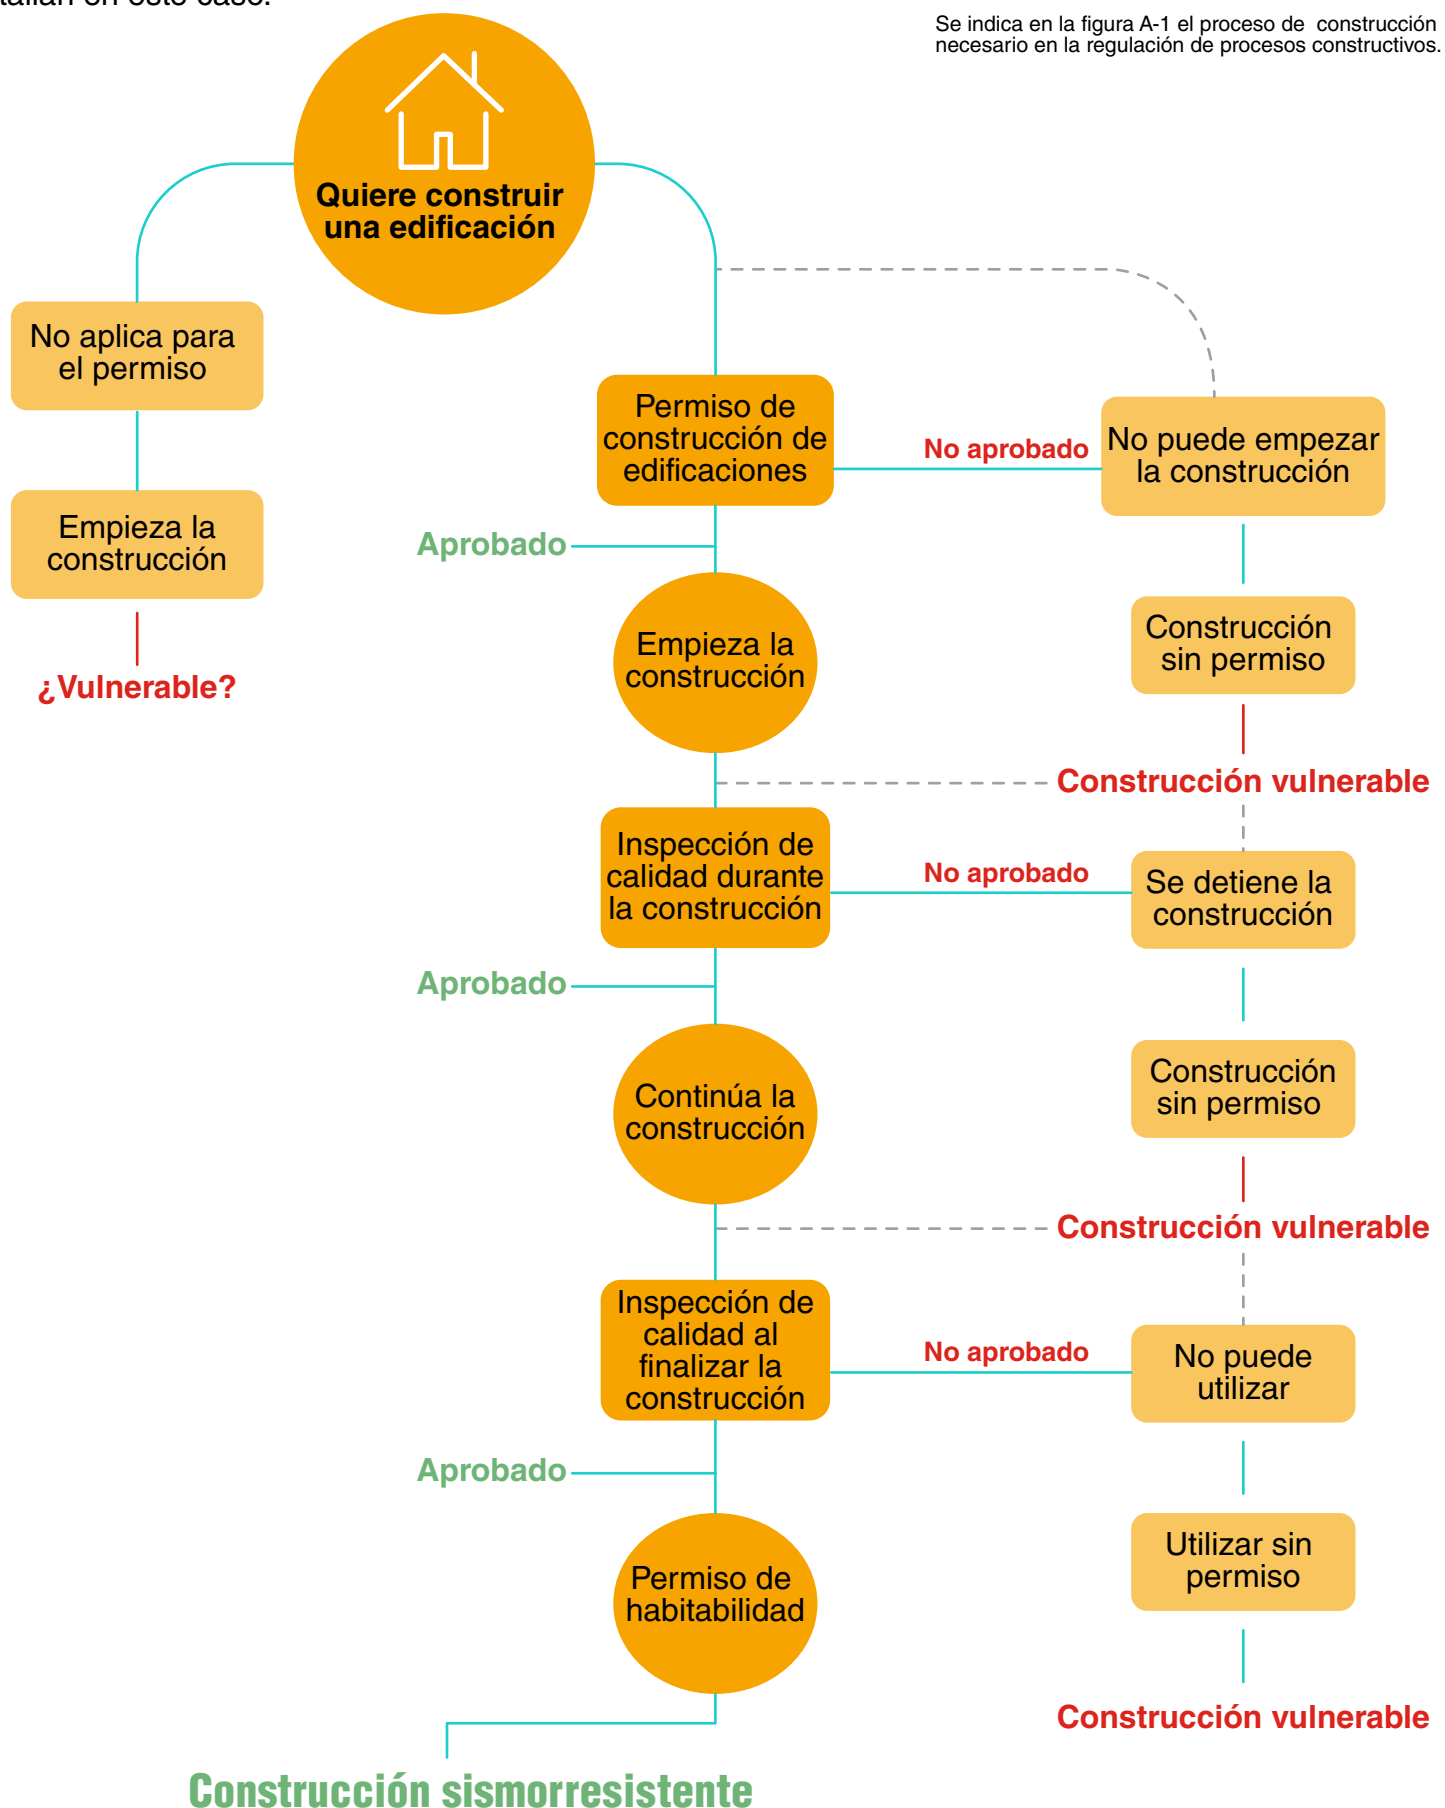 en este caso.
Se indica en la figura A-1 el proceso de construcción
necesario en la regulación de procesos constructivos.
Quiere construir
una edificación
No aplica para
el permiso
Empieza la
construcción
¿Vulnerable?
Permiso de
construcción de
edificaciones
No aprobado
No puede empezar
la construcción
Aprobado
Empieza la
construcción
Construcción
sin permiso
Construcción vulnerable
Inspección de
calidad durante
la construcción
No aprobado
Se detiene la
construcción
Aprobado
Continúa la
construcción
Construcción
sin permiso
Construcción vulnerable
Inspección de
calidad al
finalizar la
construcción
No aprobado
No puede
utilizar
Aprobado
Permiso de
habitabilidad
Utilizar sin
permiso
Construcción vulnerable
Construcción sismorresistente